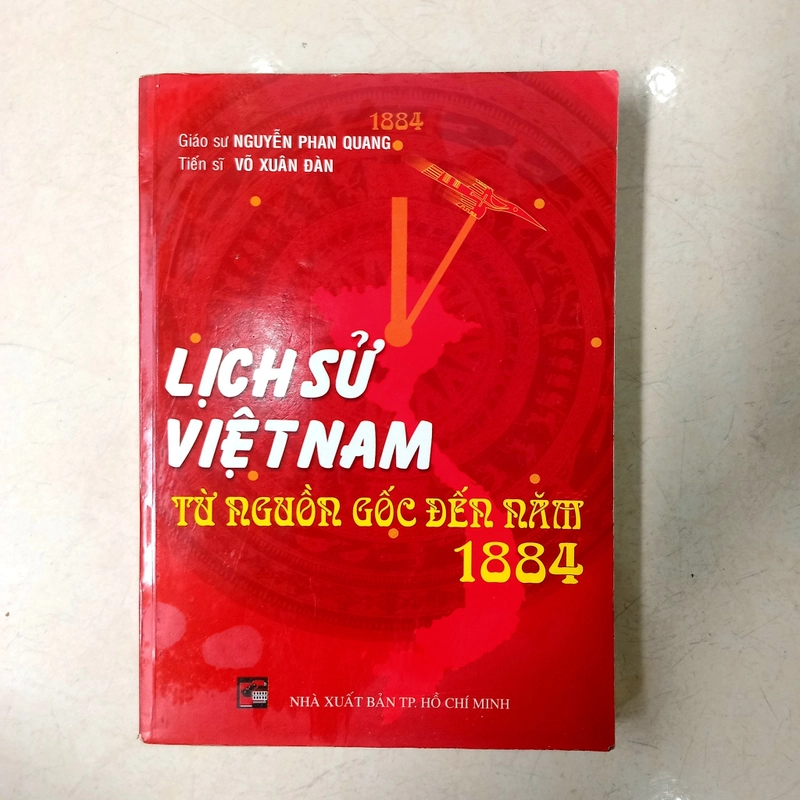 1884
Giáo sư NGUYỄN PHAN QUANG
Tiến sĩ VÕ XUÂN ĐÀN
LỊCH SỬ
VIỆT NAM
TỪ NGUỒN GỐC ĐẾN NĂM
1884
NHÀ XUẤT BẢN TP. HỒ CHÍ MINH